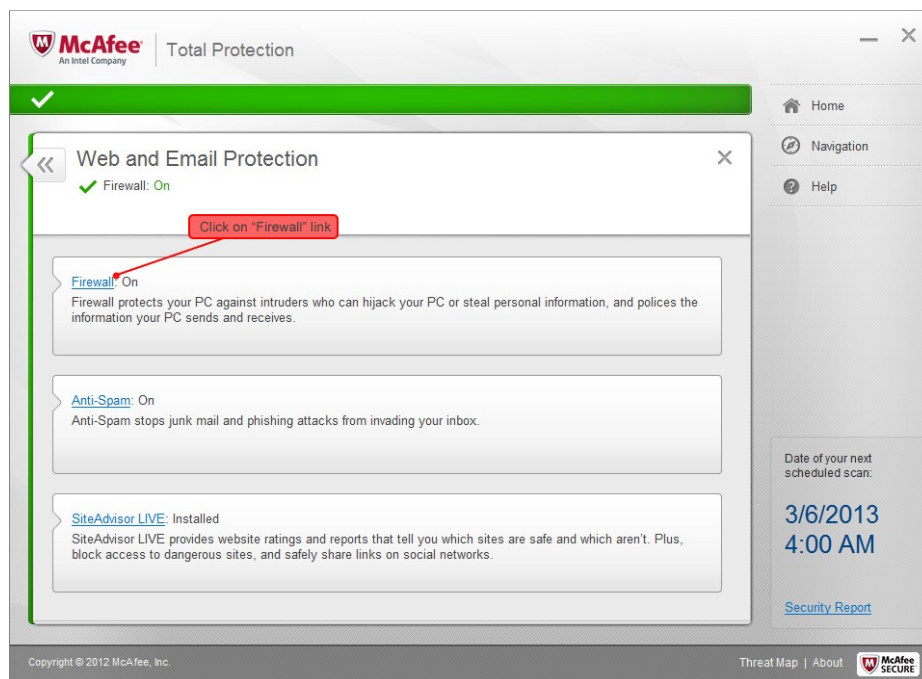 McAfee
An Intel Company
Total Protection
Home
Navigation
Help
Web and Email Protection
Firewall: On
Click on "Firewall" link
Firewall: On
Firewall protects your PC against intruders who can hijack your PC or steal personal information, and polices the
information your PC sends and receives.
Anti-Spam: On
Anti-Spam stops junk mail and phishing attacks from invading your inbox.
SiteAdvisor LIVE: Installed
SiteAdvisor LIVE provides website ratings and reports that tell you which sites are safe and which aren't. Plus,
block access to dangerous sites, and safely share links on social networks.
Date of your next
scheduled scan:
3/6/2013
4:00 AM
Security Report
Copyright © 2012 McAfee, Inc.
Threat Map | About
McAfee
SECURE